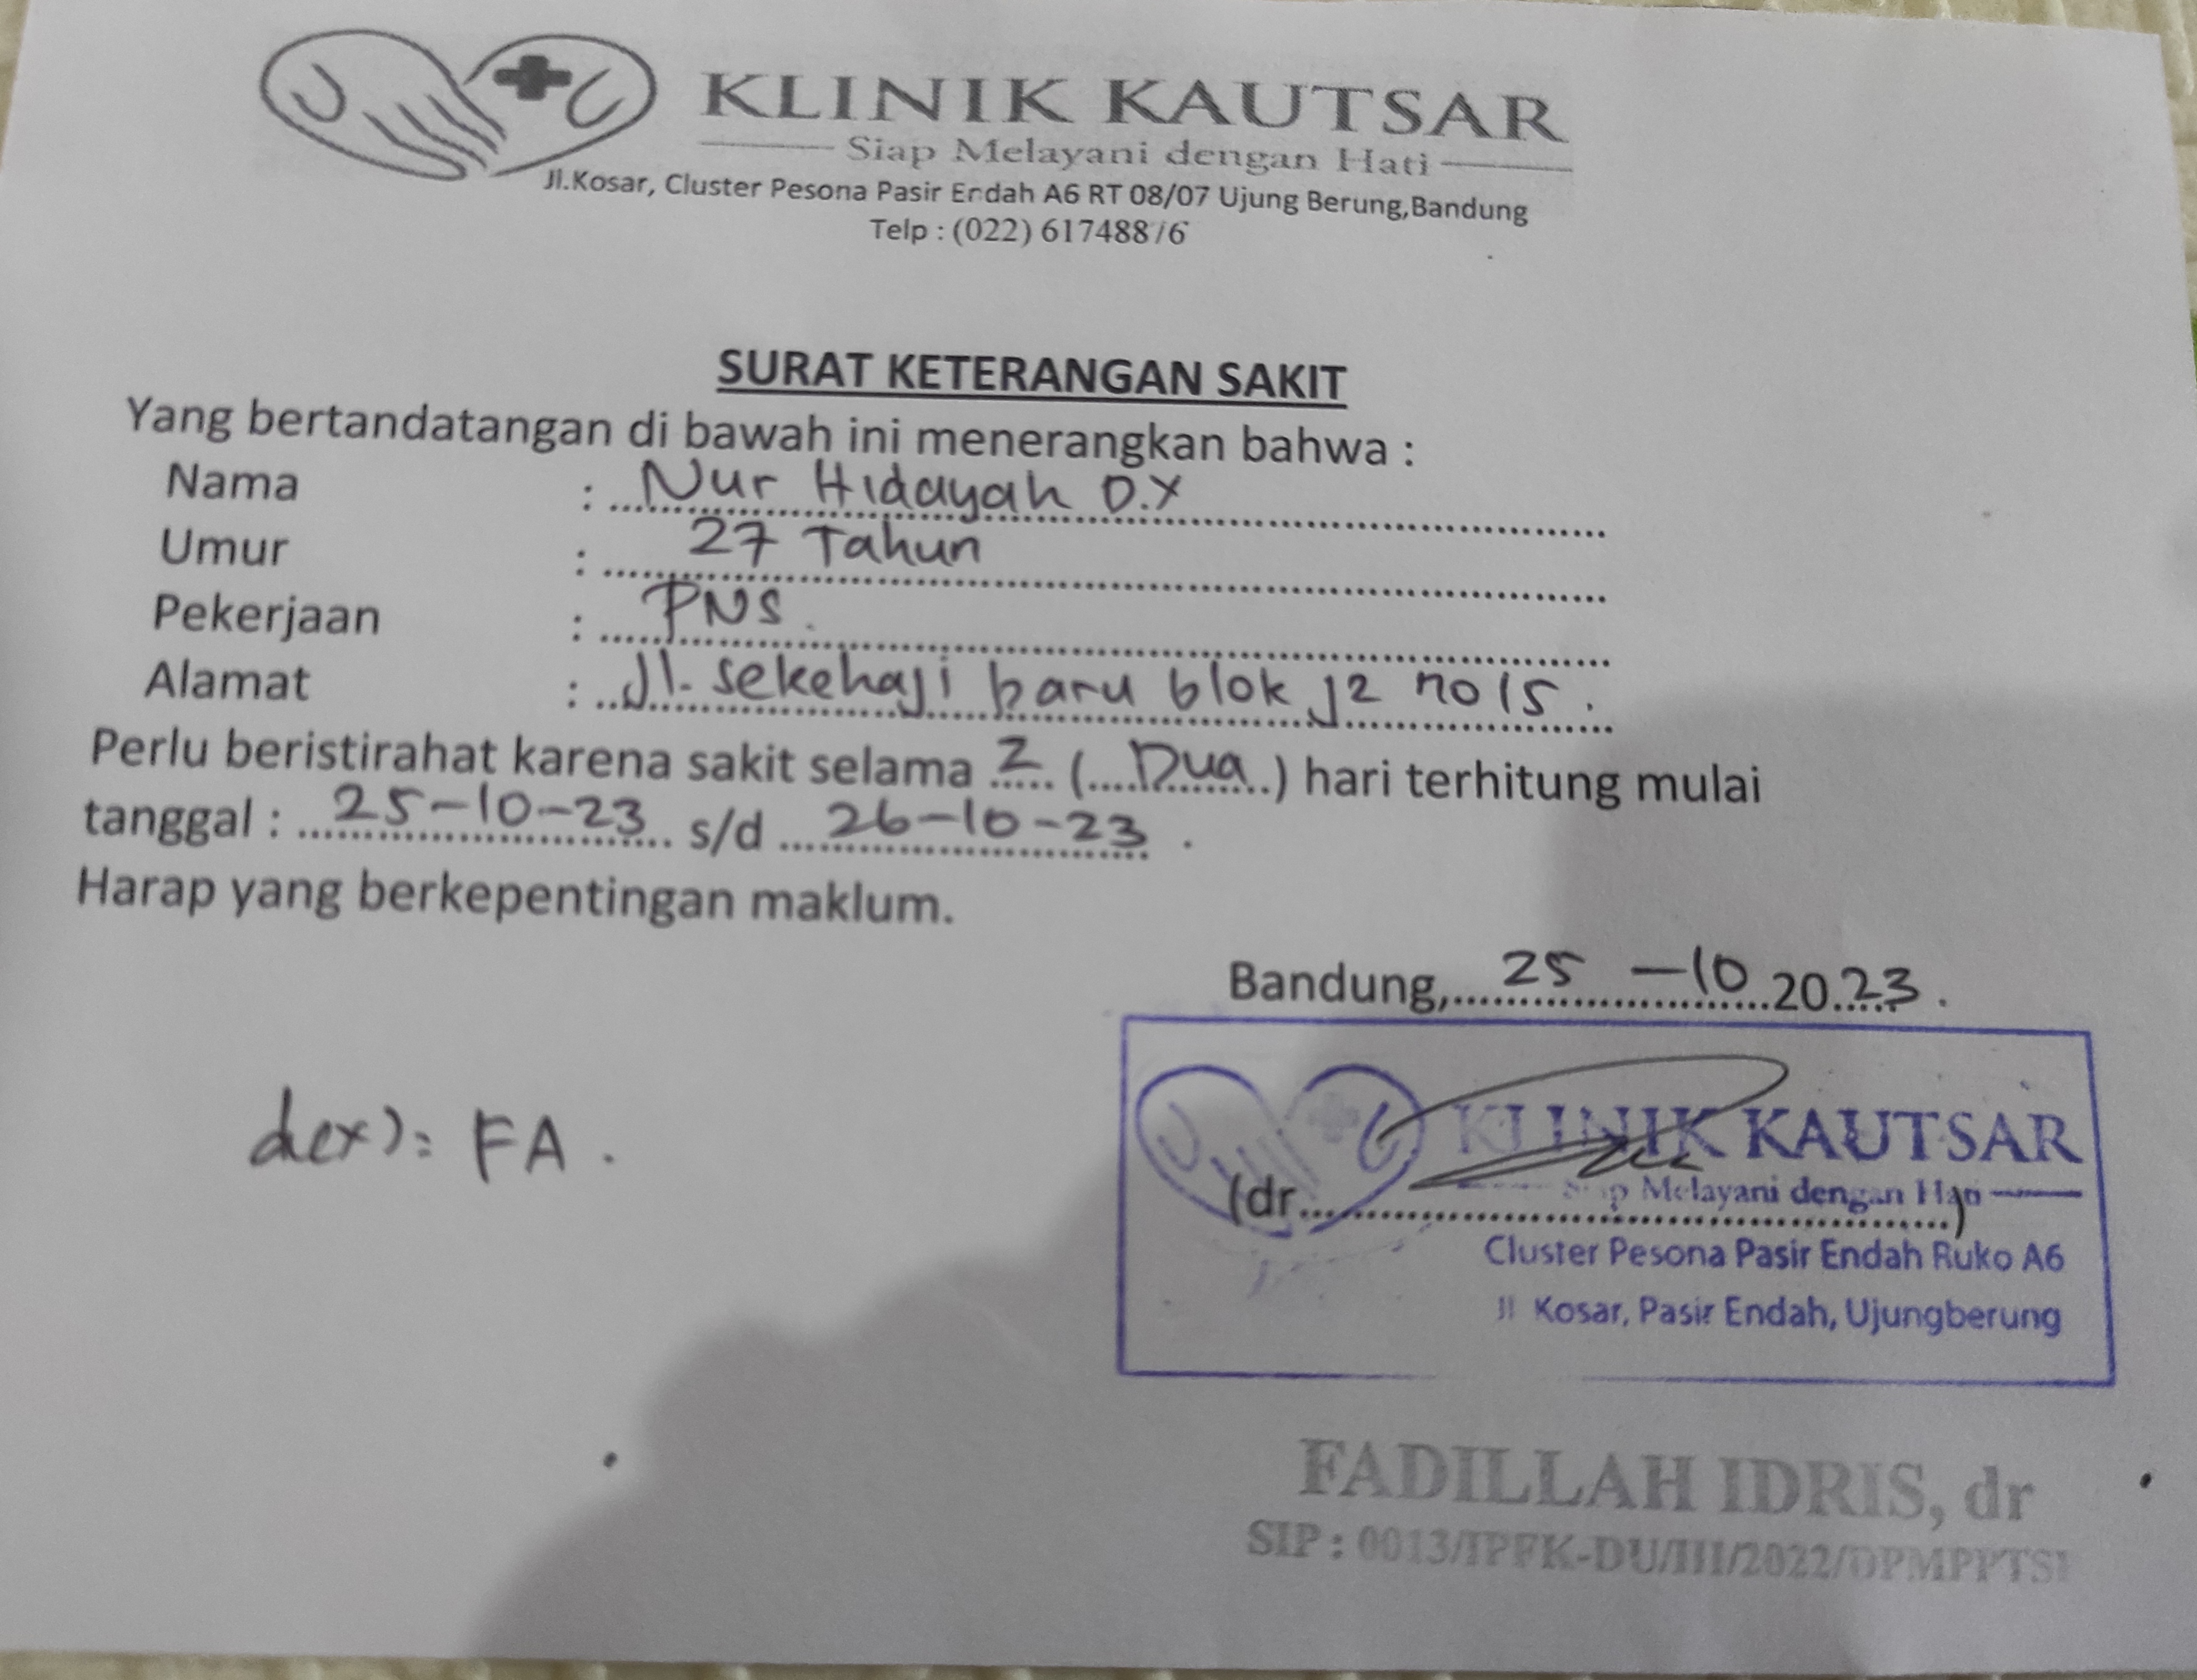 KLINIK KAUTSAR
Siap Melayani dengan Hati
Jl.Kosar, Cluster Pesona Pasir Endah A6 RT 08/07 Ujung Berung,Bandung
Telp : (022) 61748876
SURAT KETERANGAN SAKIT
Yang bertandatangan di bawah ini menerangkan bahwa :
Nama : Nur Hidayah D.Y
Umur : 27 Tahun
Pekerjaan : PNS.
Alamat : Jl. sekehaji baru blok j2 no 15.
Perlu beristirahat karena sakit selama 2 (Dua) hari terhitung mulai
tanggal : 25-10-23 s/d 26-10-23.
Harap yang berkepentingan maklum.
Bandung, 25 -10 2023.
FA.
KLINIK KAUTSAR
Siap Melayani dengan Hati
(dr....)
Cluster Pesona Pasir Endah Ruko A6
Jl Kosar, Pasir Endah, Ujungberung
FADILLAH IDRIS, dr
SIP : 0013/IPFK-DU/III/2022/DPMPPTSP